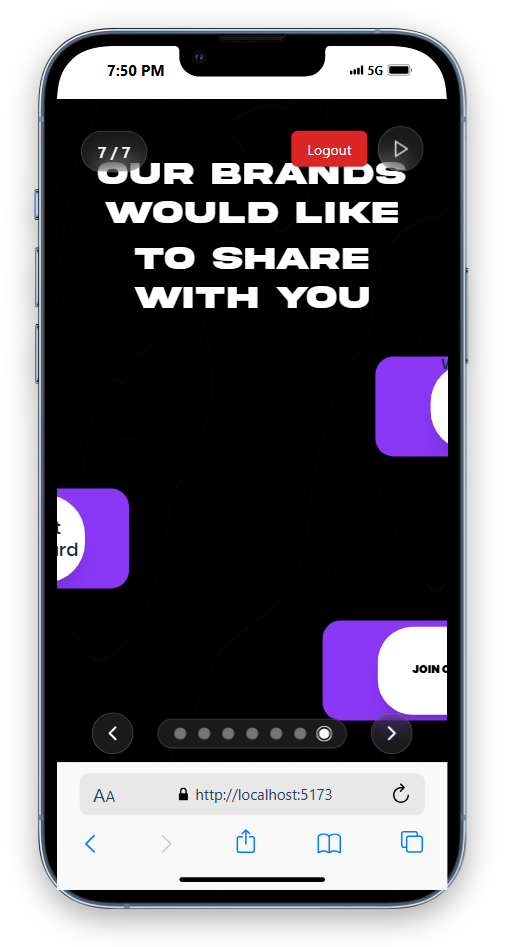 7:50 PM
5G
7 / 7
Logout
OUR BRANDS
WOULD LIKE
TO SHARE
WITH YOU
JOIN
AA
http://localhost:5173